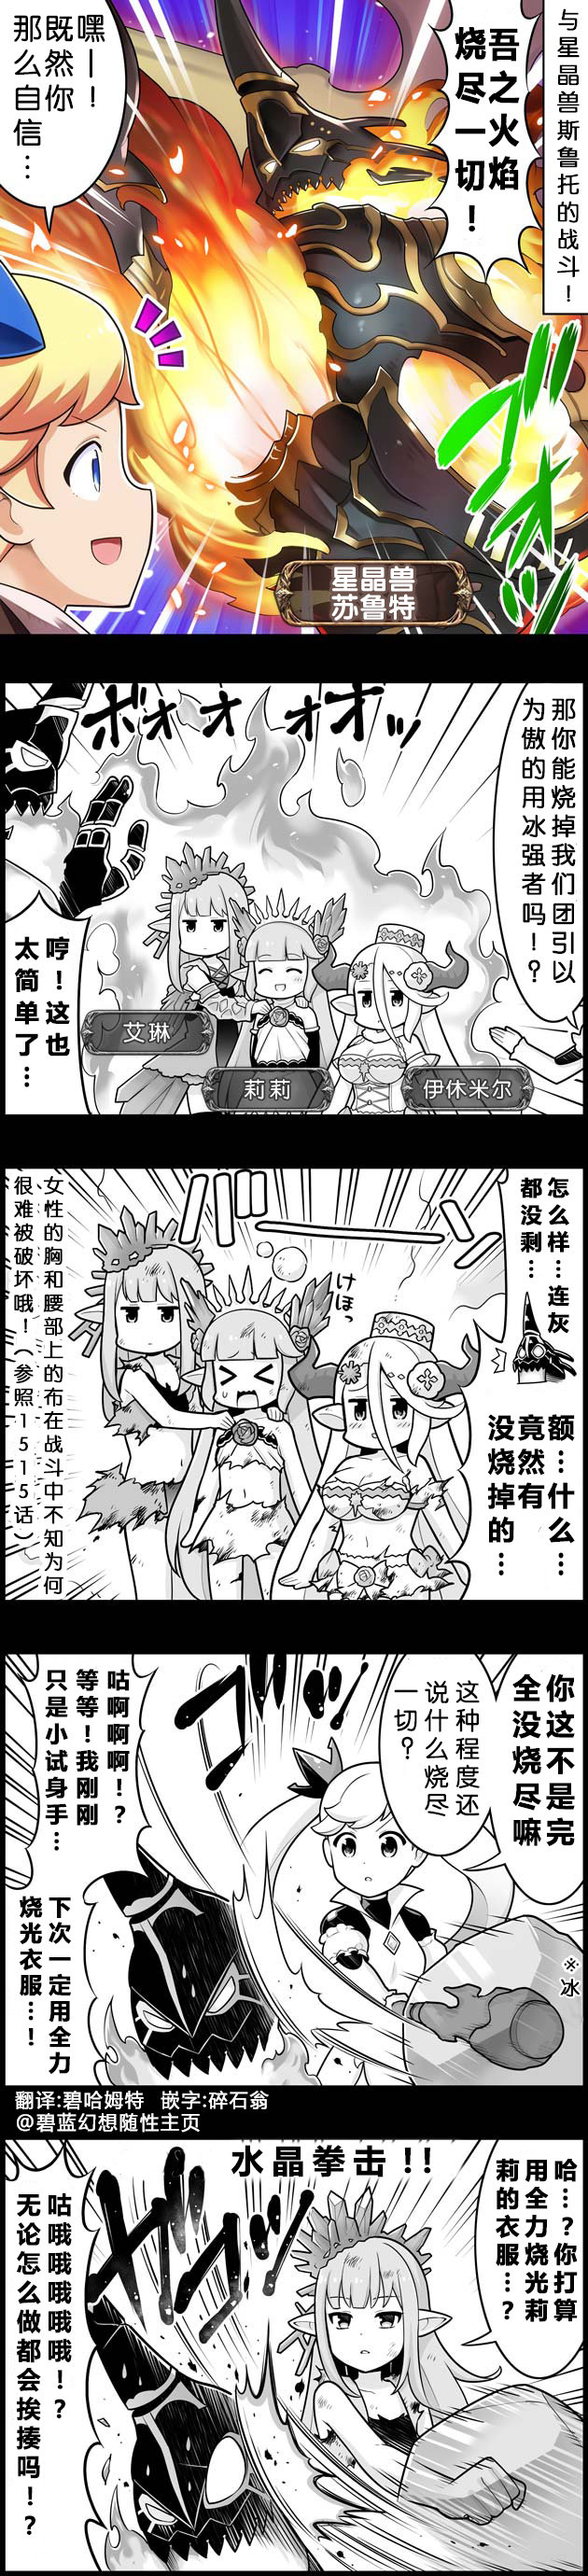 与星晶兽斯鲁托的战斗！
吾之火焰
烧尽一切！
嘿—！
既然你
那么自信…
星晶兽
苏鲁特
那你能烧掉我们团引以
为傲的用冰强者吗！？
ボォォォオッ
哼！这也
太简单了…
艾琳
莉莉
伊休米尔
怎么样…连灰
都没剩…
额…什么…
竟然有
没烧掉的…
けほっ
女性的胸和腰部上的布在战斗中不知为何
很难被破坏哦！（参照1515话）
你这不是完
全没烧尽嘛
这种程度还
说什么烧尽
一切？
※冰
咕啊啊啊！？
等等！我刚刚
只是小试身手…
下次一定用全力
烧光衣服…！
翻译:碧哈姆特 嵌字:碎石翁
@碧蓝幻想随性主页
哈…？你打算
用全力烧光莉
莉的衣服…？
水晶拳击!!
咕哦哦哦哦哦！？
无论怎么做都会挨揍吗！？